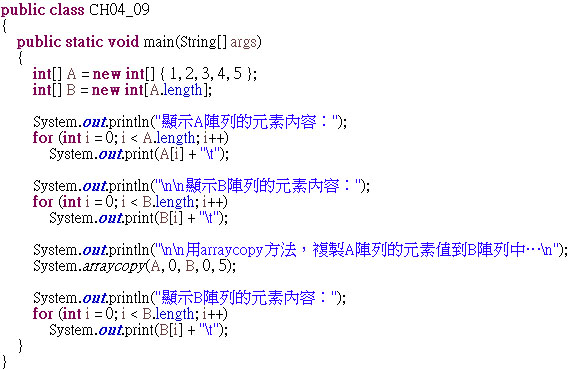 public class CH04_09
{
public static void main(String[] args)
{
int[] A = new int[] { 1, 2, 3, 4, 5 };
int[] B = new int[A.length];
System.out.println("顯示A陣列的元素內容：");
for (int i = 0; i < A.length; i++)
System.out.print(A[i] + "\t");
System.out.println("\n\n顯示B陣列的元素內容：");
for (int i = 0; i < B.length; i++)
System.out.print(B[i] + "\t");
System.out.println("\n\n用arraycopy方法，複製A陣列的元素值到B陣列中…\n");
System.arraycopy(A, 0, B, 0, 5);
System.out.println("顯示B陣列的元素內容：");
for (int i = 0; i < B.length; i++)
System.out.print(B[i] + "\t");
}
}